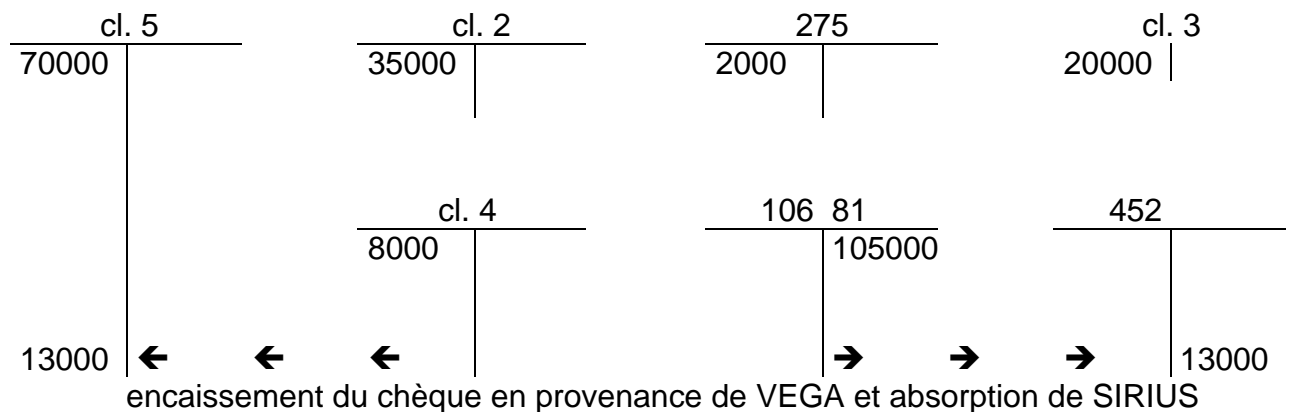 cl. 5 cl. 2 275 cl. 3
70000 35000 2000 20000
cl. 4 106 81 452
8000 105000
13000 🡸 🡸 🡸 🡺 🡺 🡺 13000
encaissement du chèque en provenance de VEGA et absorption de SIRIUS